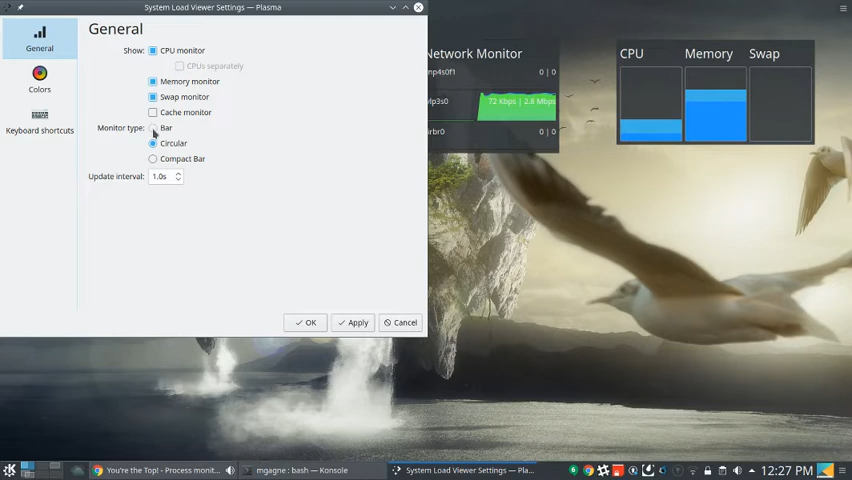 System Load Viewer Settings — Plasma
General
Colors
Keyboard shortcuts
General
Show:
CPU monitor
CPUs separately
Memory monitor
Swap monitor
Cache monitor
Monitor type:
Bar
Circular
Compact Bar
Update interval:
1.0s
OK
Apply
Cancel
Network Monitor
0 | 0
72 Kbps | 2.8 Mbps
0 | 0
CPU
Memory
Swap
You're the Top! - Process monit...
mgagne : bash — Konsole
System Load Viewer Settings — Pla...
12:27 PM